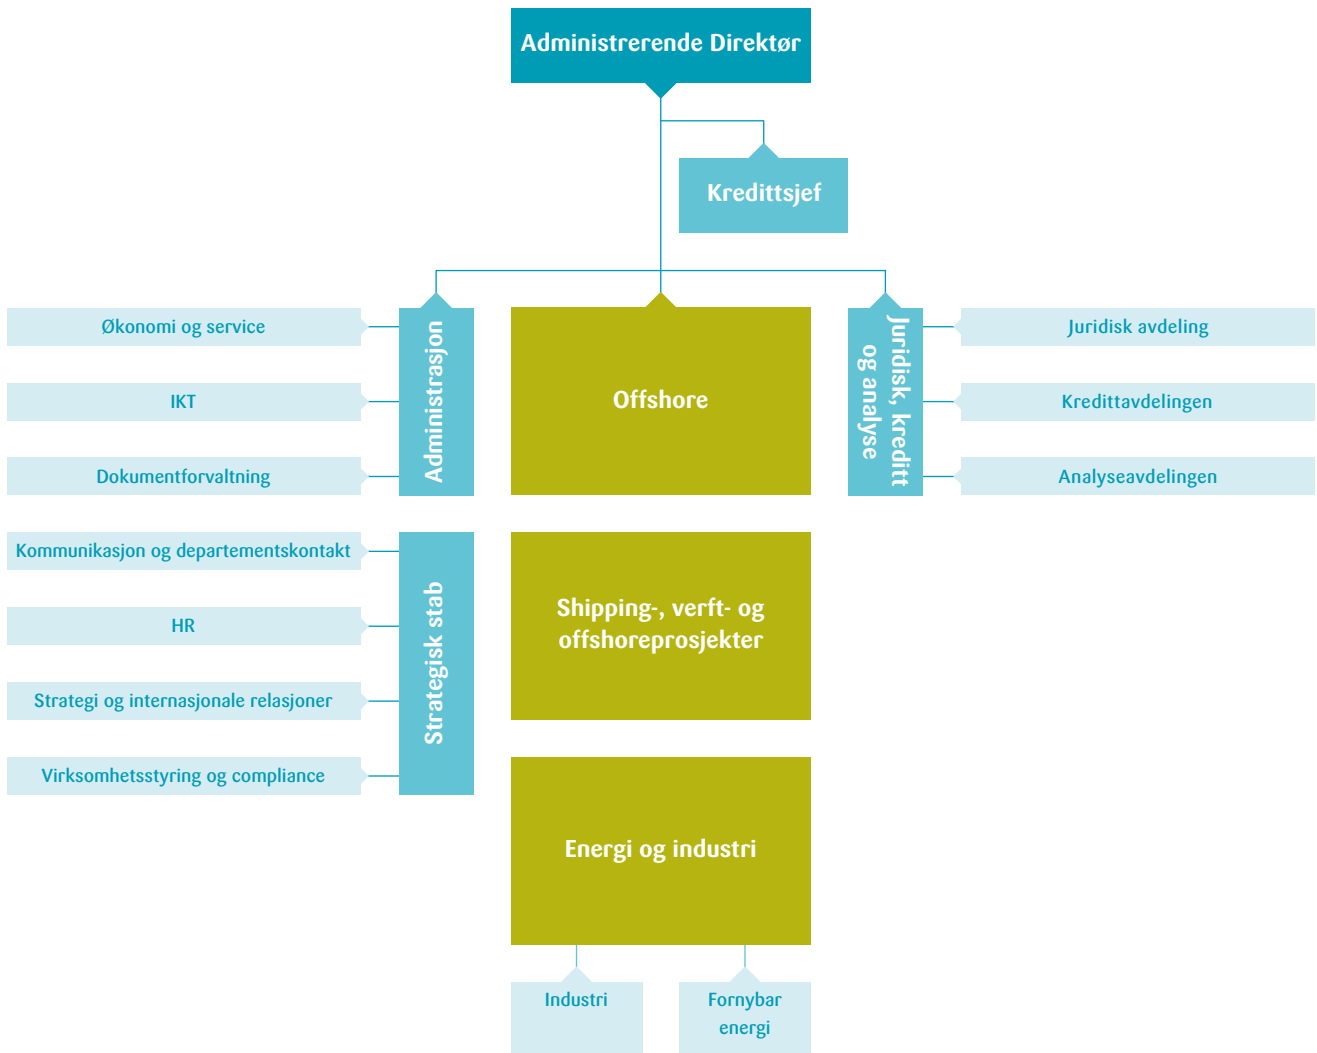 Administrerende Direktør
Kredittsjef
Økonomi og service
IKT
Dokumentforvaltning
Administrasjon
Offshore
Juridisk, kreditt
og analyse
Juridisk avdeling
Kredittavdelingen
Analyseavdelingen
Kommunikasjon og departementskontakt
HR
Strategi og internasjonale relasjoner
Virksomhetsstyring og compliance
Strategisk stab
Shipping-, verft- og
offshoreprosjekter
Energi og industri
Industri
Fornybar
energi